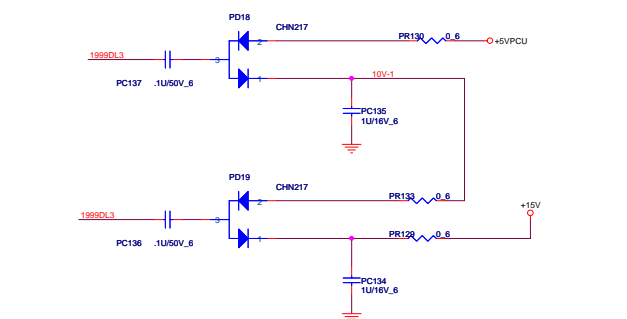 PD18
CHN217
PR130 0_6
+5VPCU
2
1999DL3
3
PC137 .1U/50V_6
1
10V-1
PC135
1U/16V_6
PD19
CHN217
PR133 0_6
+15V
2
1999DL3
3
PC136 .1U/50V_6
1
PR129 0_6
PC134
1U/16V_6